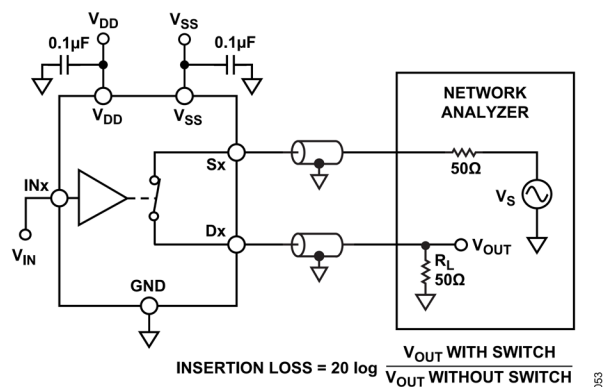 VDD
VSS
0.1µF
0.1µF
VDD
VSS
NETWORK
ANALYZER
Sx
50Ω
VS
INx
Dx
VOUT
VIN
RL
50Ω
GND
INSERTION LOSS = 20 log VOUT WITH SWITCH
VOUT WITHOUT SWITCH
053